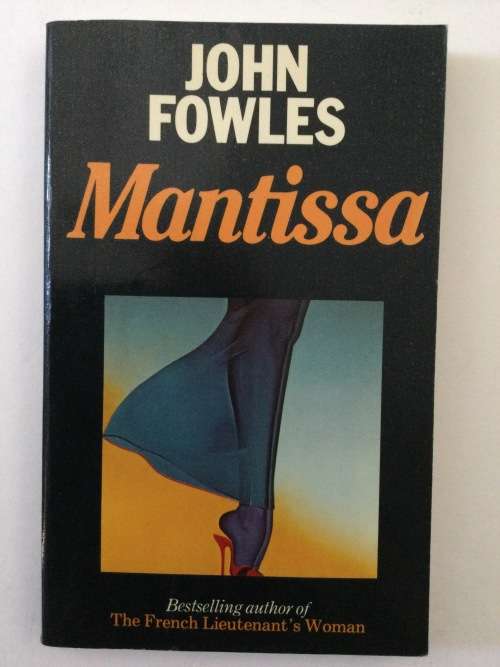 JOHN
FOWLES
Mantissa
Bestselling author of
The French Lieutenant's Woman